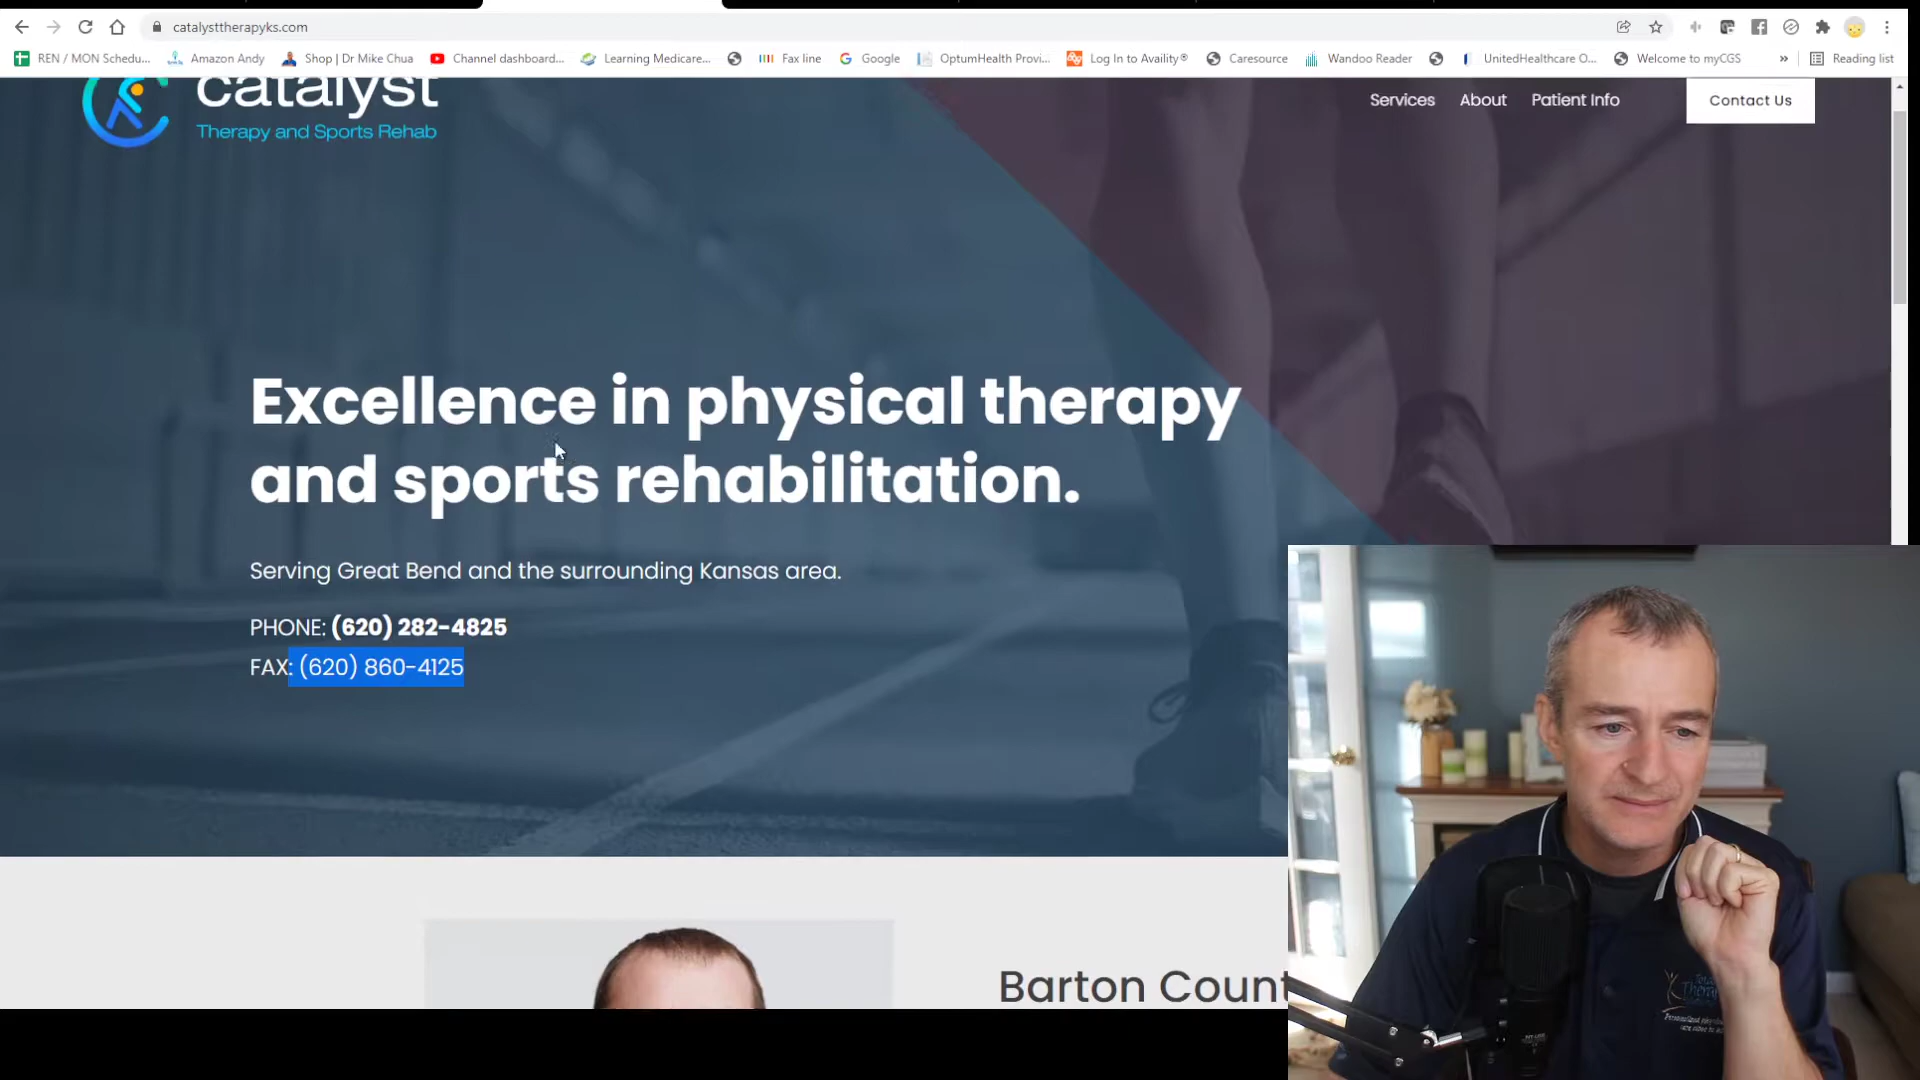 catalysttherapyks.com
REN / MON Schedu...
Amazon Andy
Shop | Dr Mike Chua
Channel dashboard...
Learning Medicare...
Fax line
Google
OptumHealth Provi...
Log In to Availity®
Caresource
Wandoo Reader
UnitedHealthcare O...
Welcome to myCGS
»
Reading list
catalyst
Therapy and Sports Rehab
Services
About
Patient Info
Contact Us
Excellence in physical therapy
and sports rehabilitation.
Serving Great Bend and the surrounding Kansas area.
PHONE: (620) 282-4825
FAX: (620) 860-4125
Barton Count